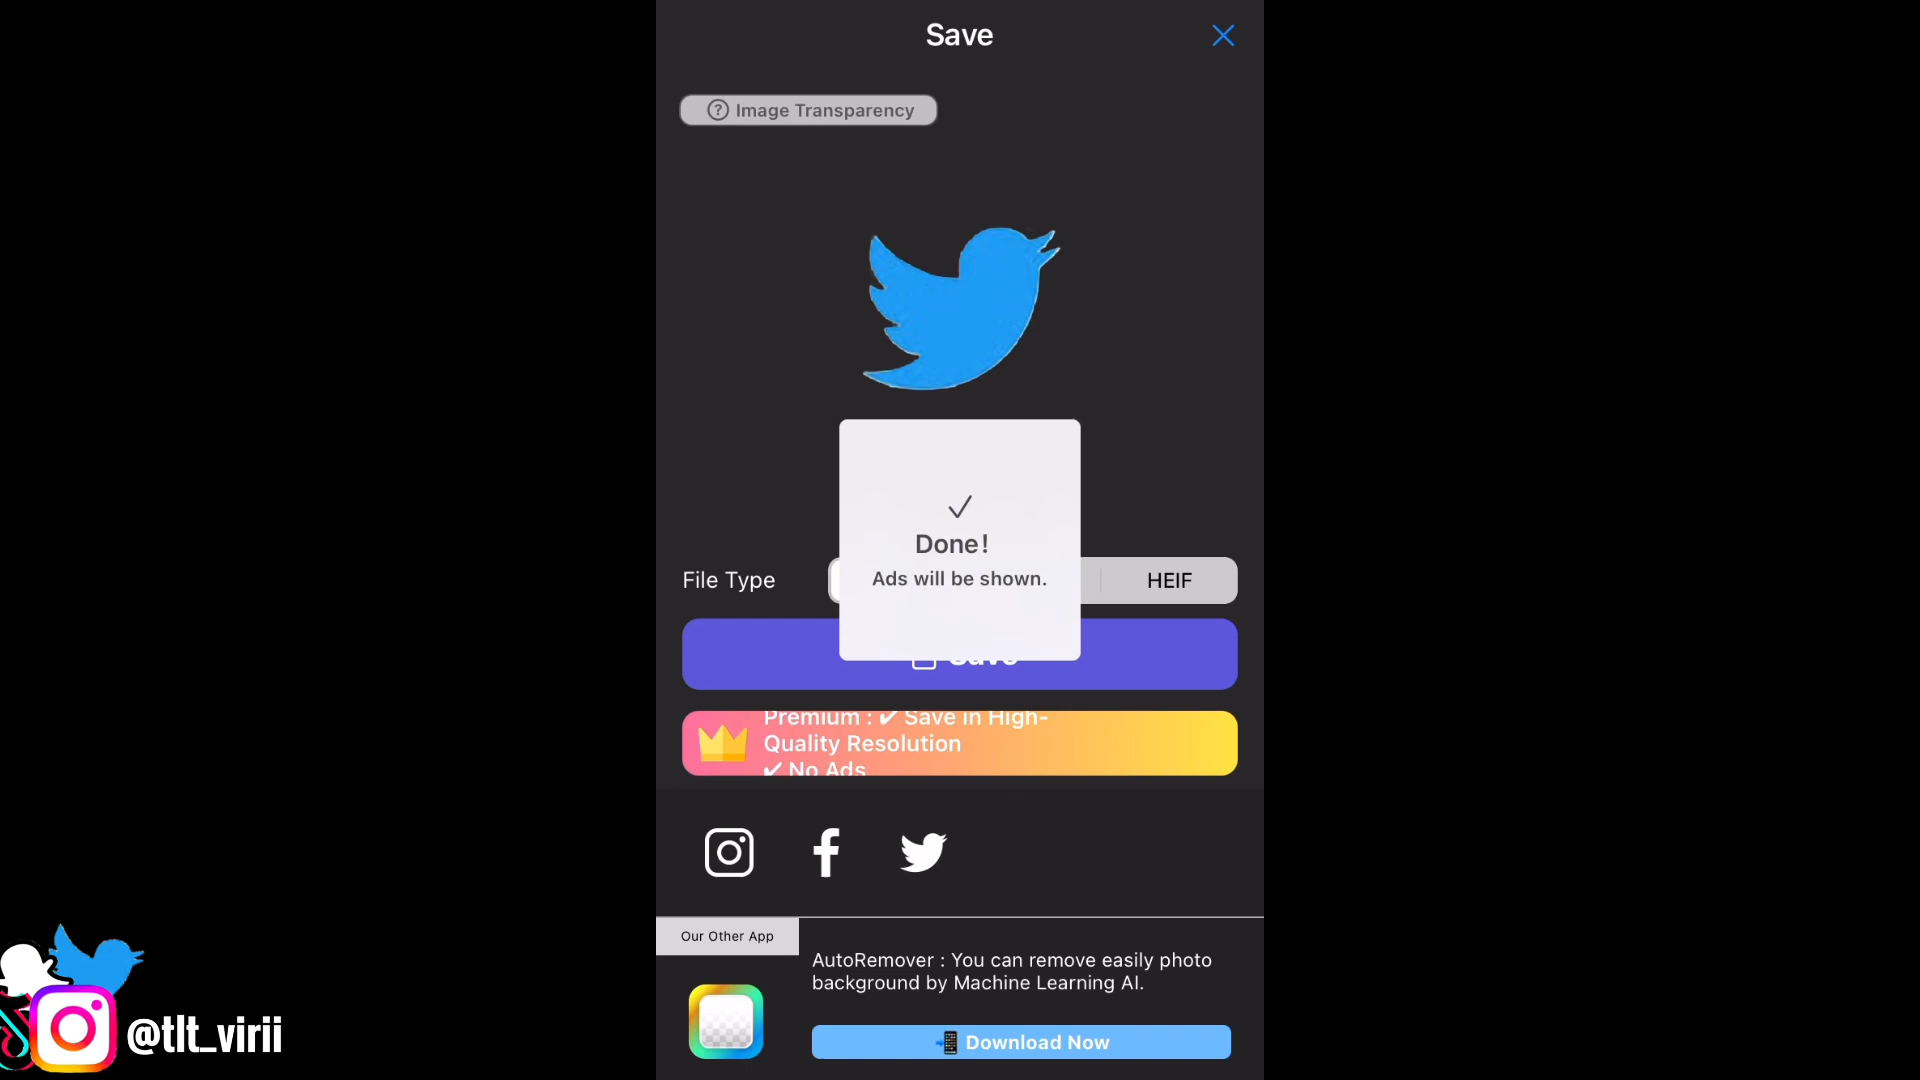 Save
Image Transparency
Done!
Ads will be shown.
File Type
HEIF
Save
Premium : ✔ Save in High-
Quality Resolution
✔ No Ads
Our Other App
AutoRemover : You can remove easily photo
background by Machine Learning AI.
Download Now
@tlt_virii